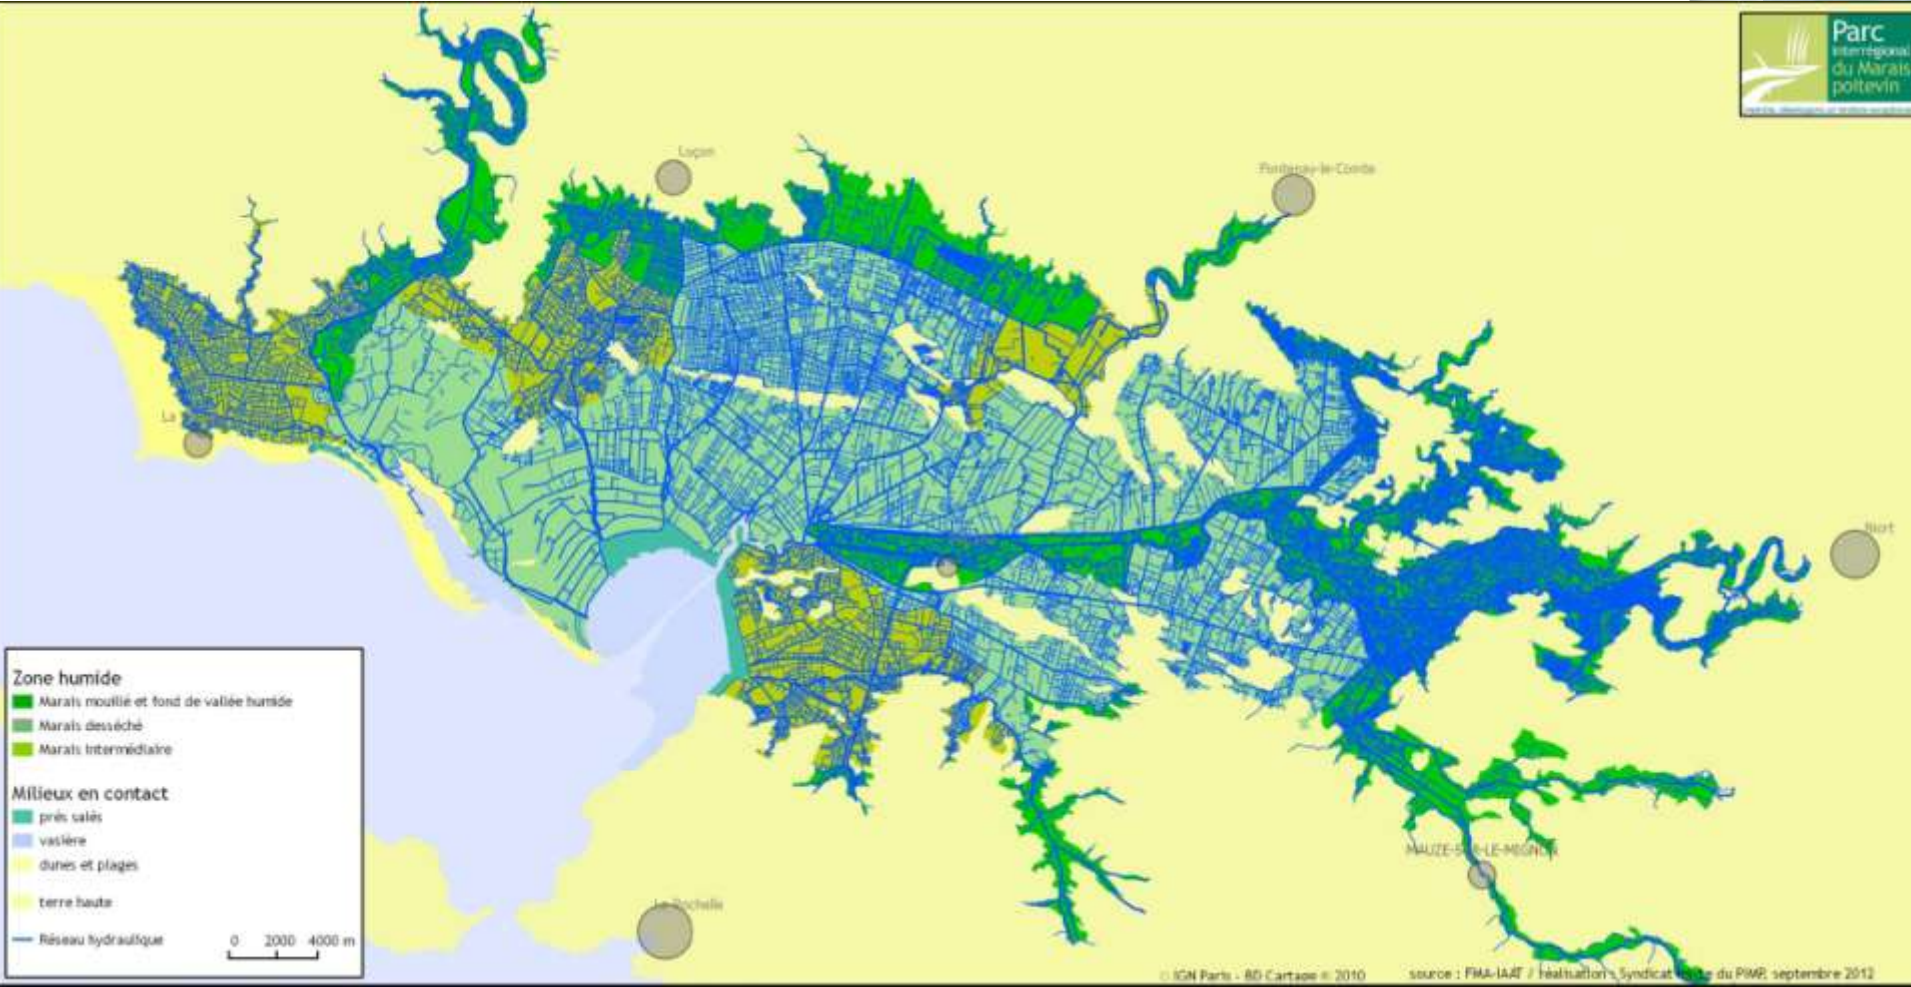 Parc
interrégional
du Marais
poitevin
Luçon
Fontenay-le-Comte
La
Niort
Zone humide
Marais mouillé et fond de vallée humide
Marais desséché
Marais intermédiaire
Milieux en contact
prés salés
vasière
dunes et plages
terre haute
Réseau hydraulique
0 2000 4000 m
MAUZE-SUR-LE-MIGNON
La Rochelle
© IGN Paris - BD Cartage © 2010
source : FMA-IAAT / réalisation : Syndicat du PIMP, septembre 2012